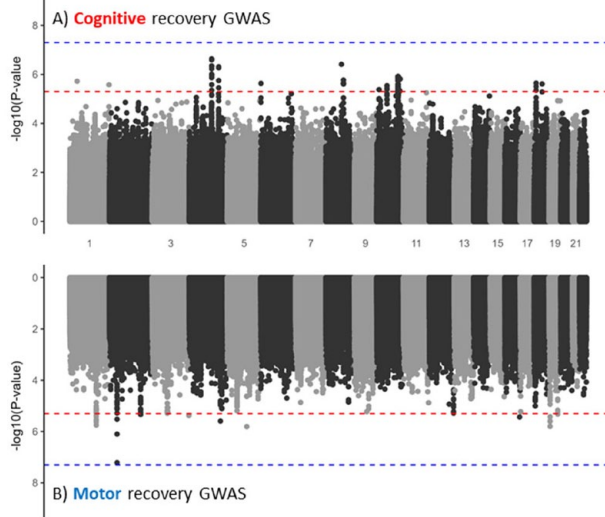 A) Cognitive recovery GWAS
8
6
4
2
0
-log10(P-value
1 3 5 7 9 11 13 15 17 19 21
0
2
4
6
8
-log10(P-value)
B) Motor recovery GWAS